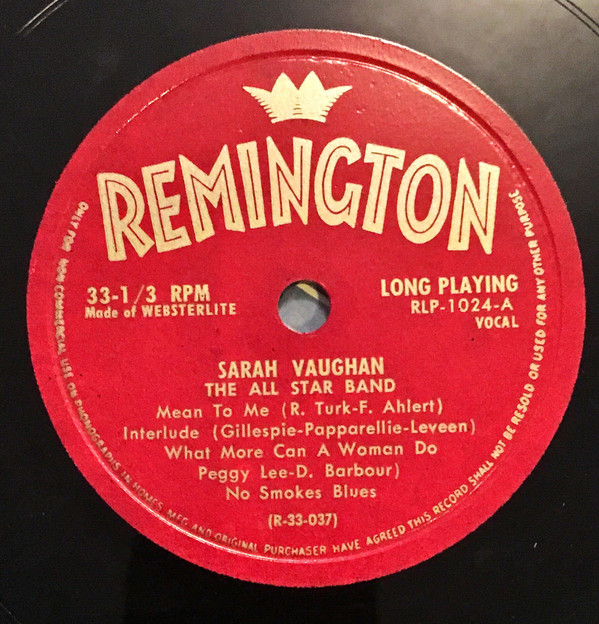 REMINGTON
33-1/3 RPM
Made of WEBSTERLITE
LONG PLAYING
RLP-1024-A
VOCAL
SARAH VAUGHAN
THE ALL STAR BAND
Mean To Me (R. Turk-F. Ahlert)
Interlude (Gillespie-Papparellie-Leveen)
What More Can A Woman Do
Peggy Lee-D. Barbour)
No Smokes Blues
(R-33-037)
ONLY FOR NON COMMERCIAL USE ON PHONOGRAPHS IN HOMES. MFG. AND ORIGINAL PURCHASER HAVE AGREED THIS RECORD SHALL NOT BE RESOLD OR USED FOR ANY OTHER PURPOSE